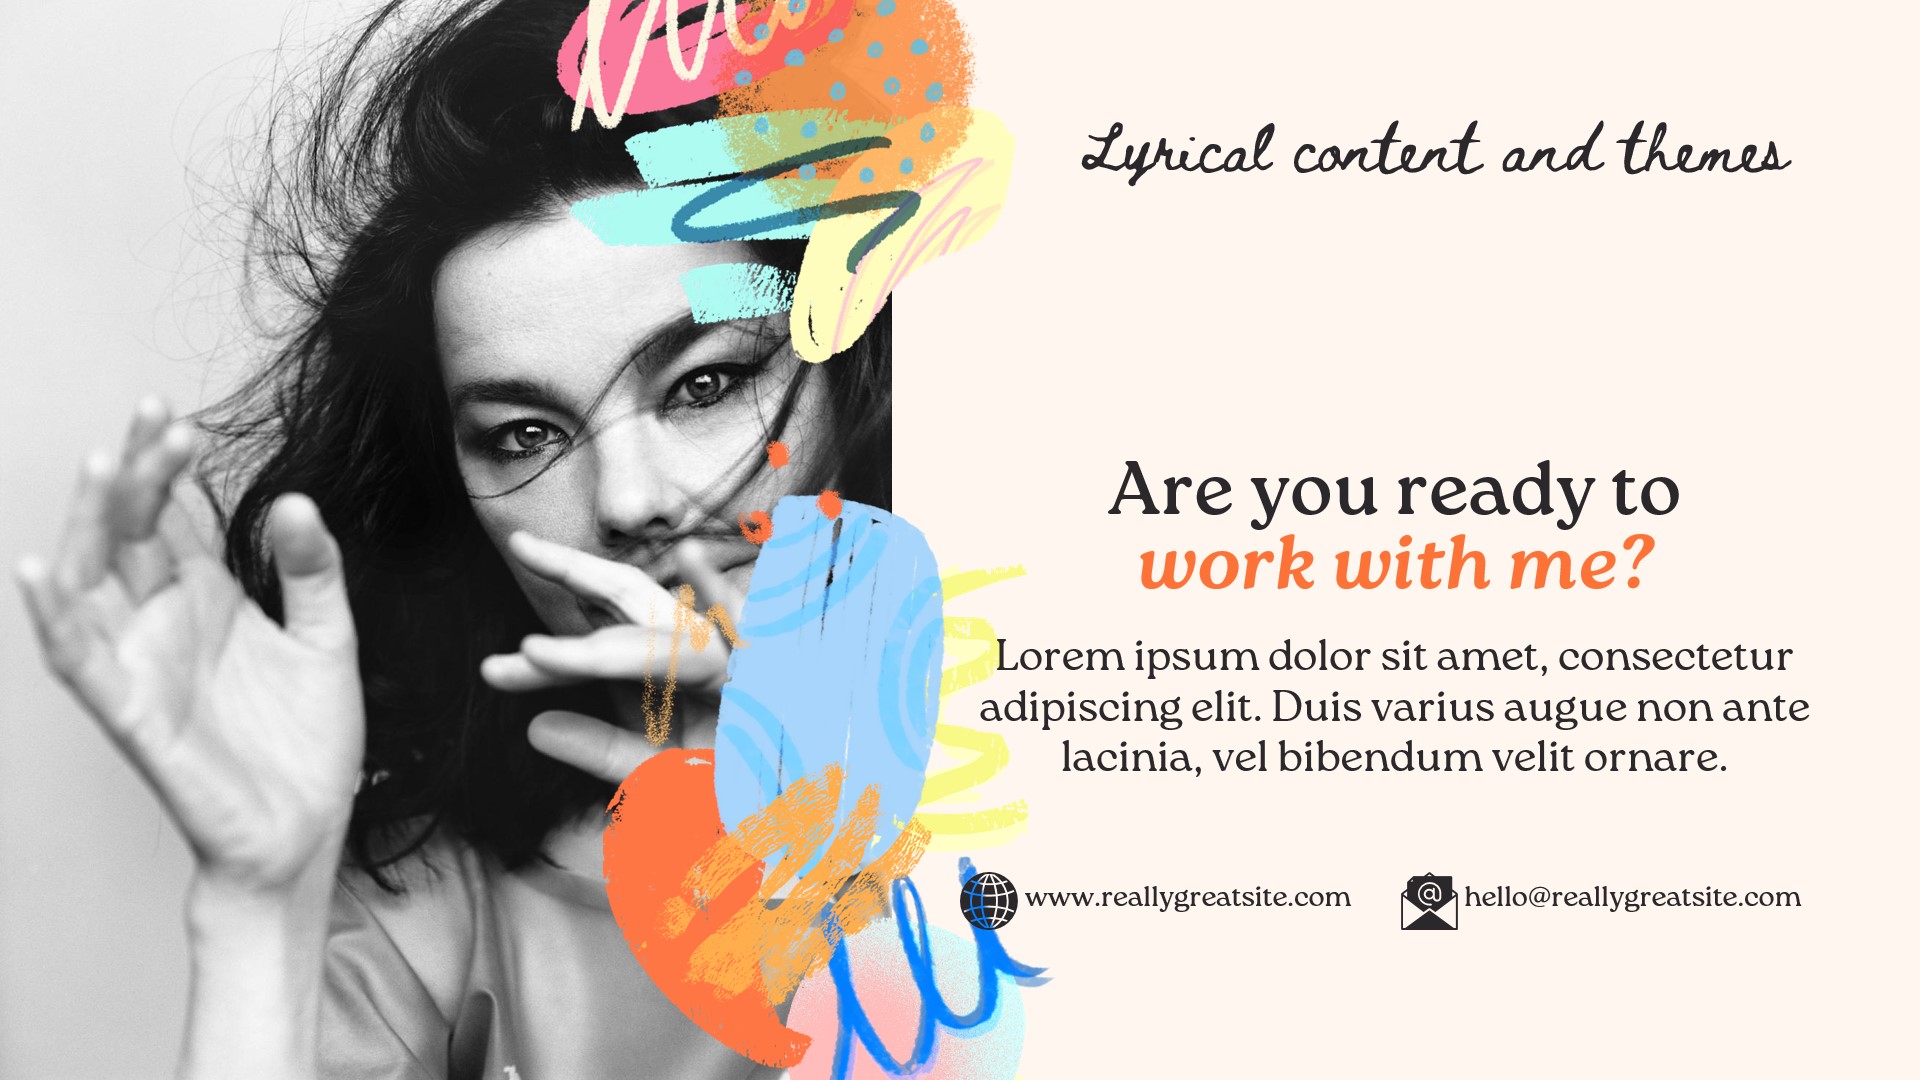 Lyrical content and themes
Are you ready to
work with me?
Lorem ipsum dolor sit amet, consectetur
adipiscing elit. Duis varius augue non ante
lacinia, vel bibendum velit ornare.
www.reallygreatsite.com
hello@reallygreatsite.com